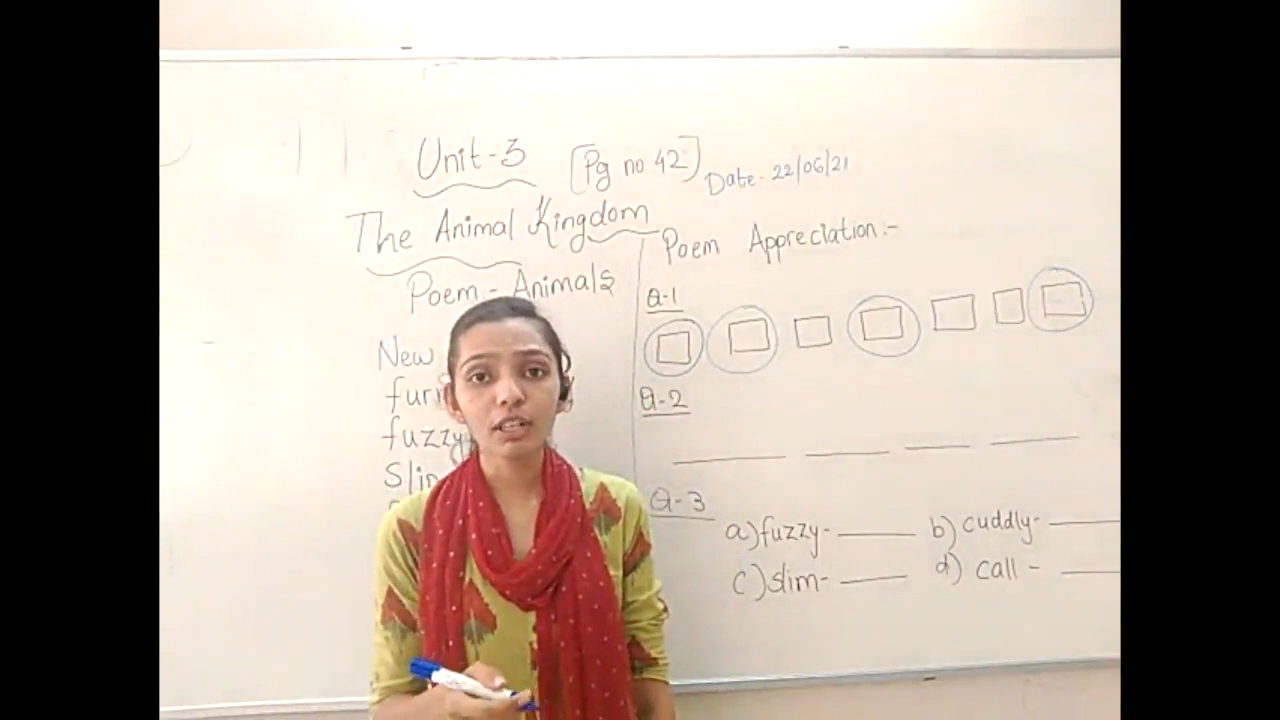 Unit-3 [Pg no 42] Date- 22/06/21
The Animal Kingdom
Poem - Animals
New
fuzzy
Poem Appreciation:-
Q-1
Q-2
Q-3
a) fuzzy- b) cuddly-
c) slim- d) call -